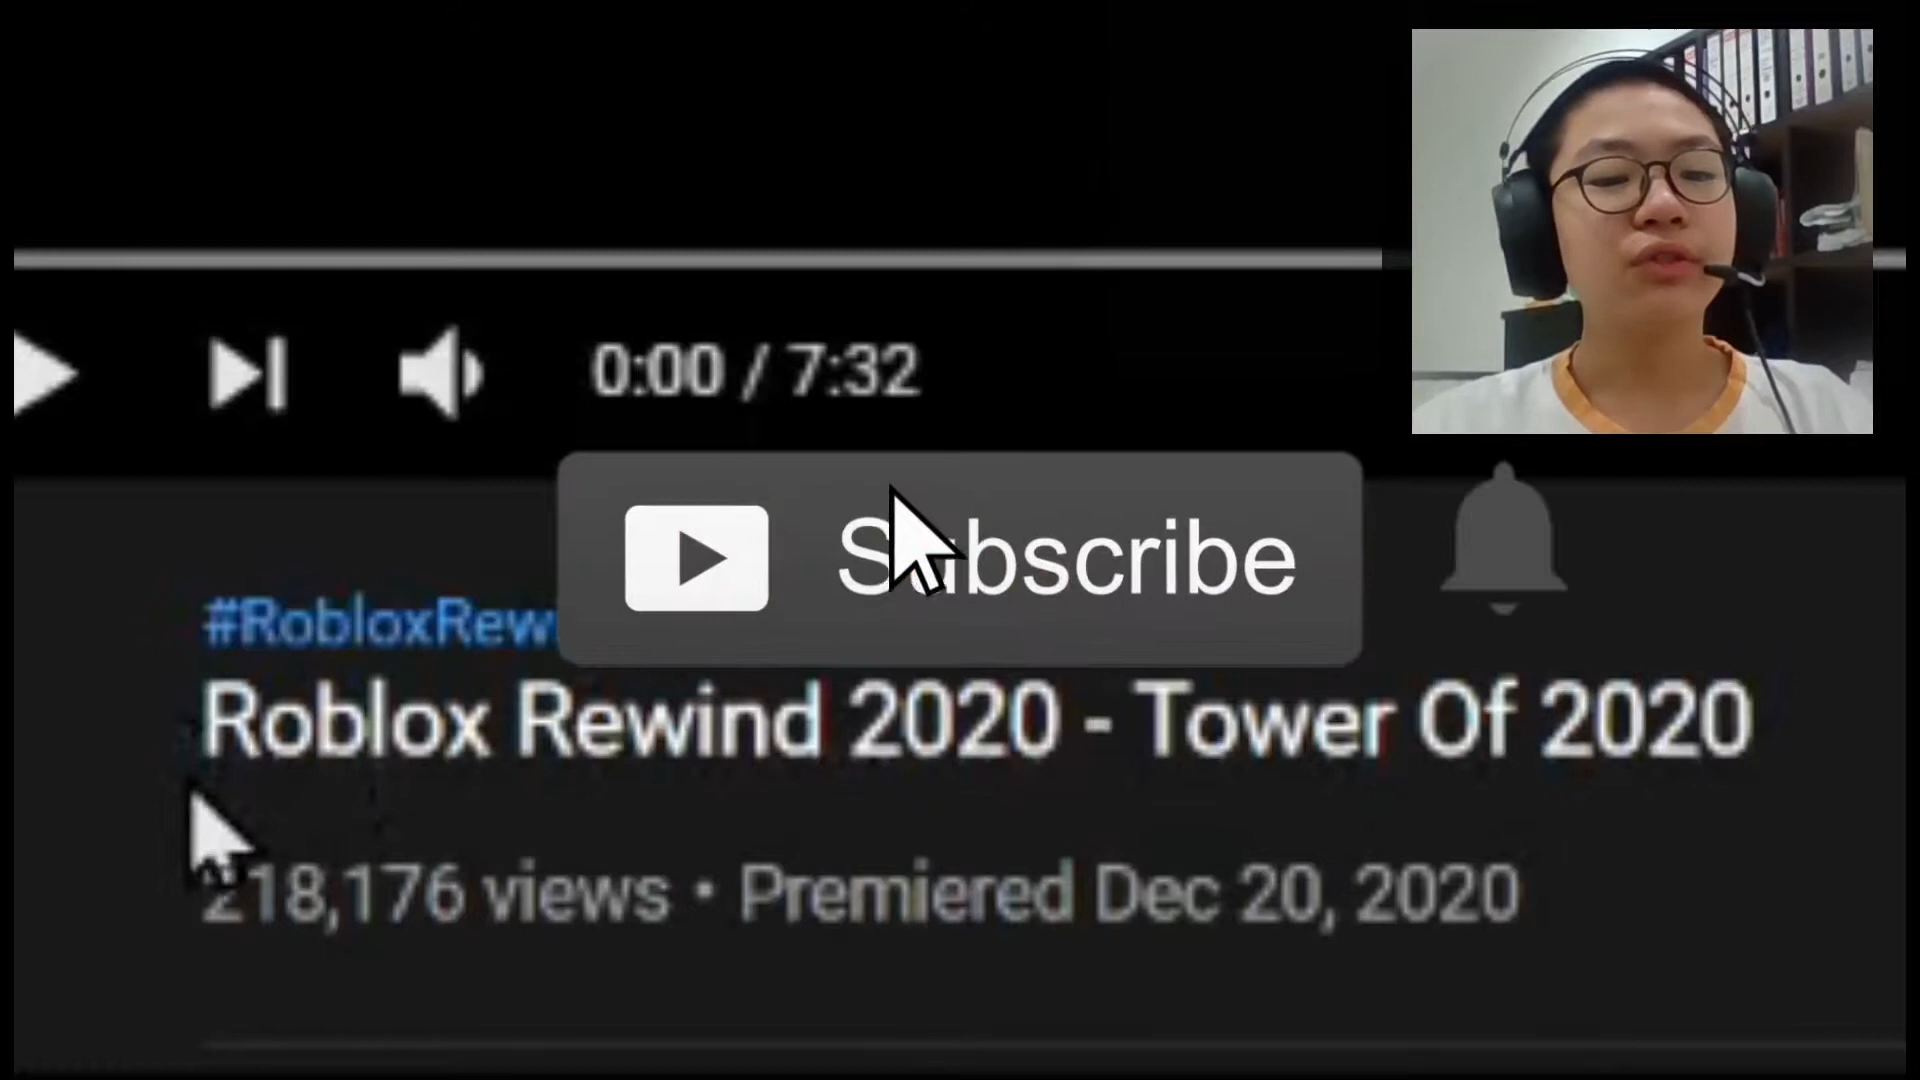 0:00 / 7:32
Subscribe
#RobloxRew
Roblox Rewind 2020 - Tower Of 2020
218,176 views • Premiered Dec 20, 2020